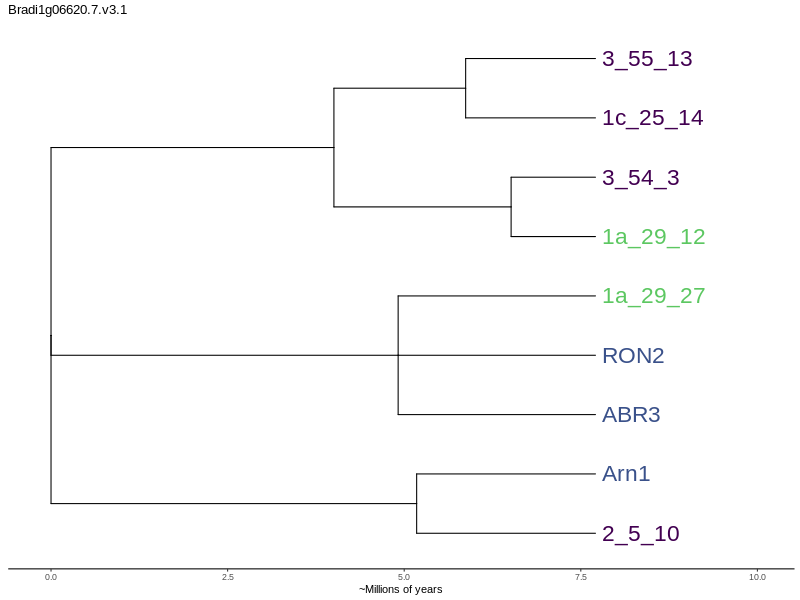 Bradi1g06620.7.v3.1
3_55_13
1c_25_14
3_54_3
1a_29_12
1a_29_27
RON2
ABR3
Arn1
2_5_10
0.0 2.5 5.0 7.5 10.0
~Millions of years